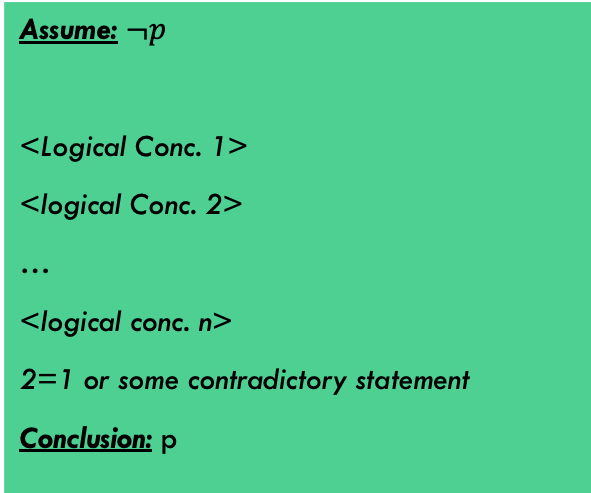 Assume: ¬p
<Logical Conc. 1>
<logical Conc. 2>
...
<logical conc. n>
2=1 or some contradictory statement
Conclusion: p